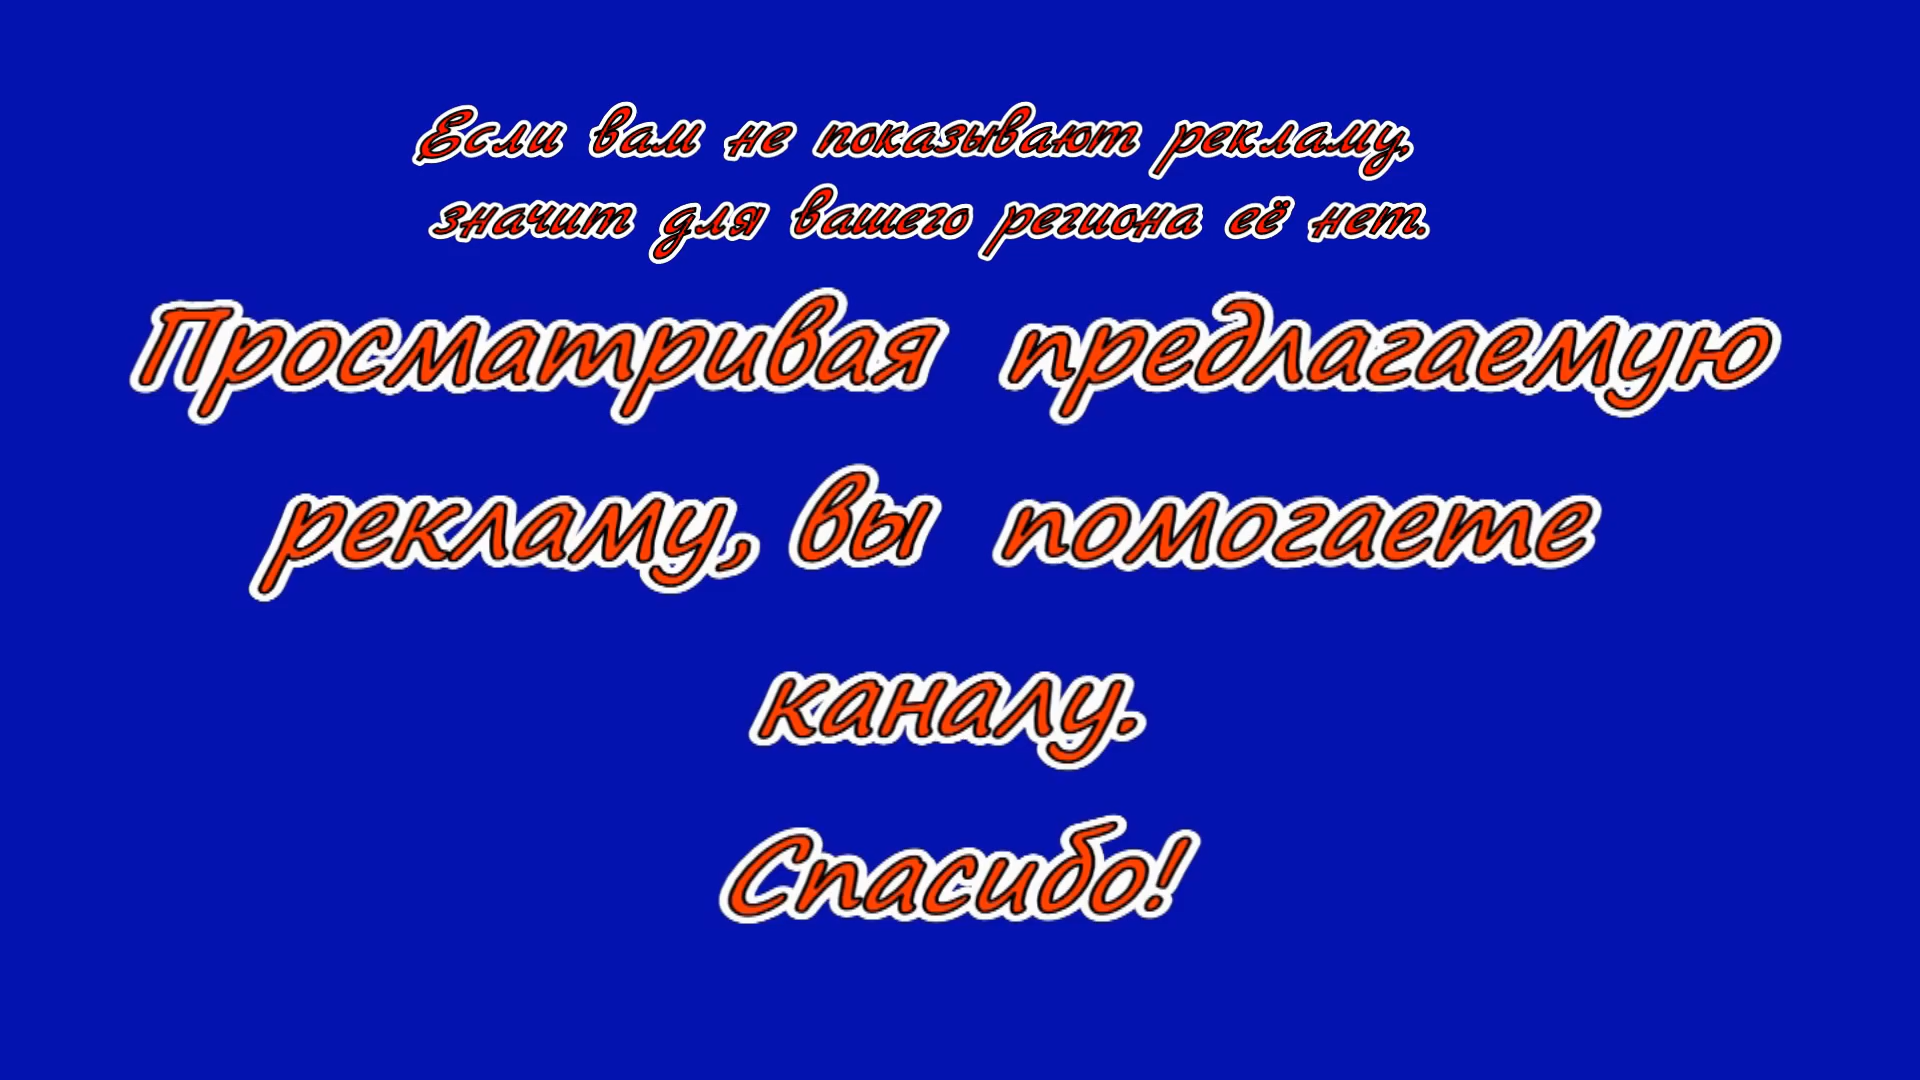 Если вам не показывают рекламу,
значит для вашего региона её нет.
Просматривая предлагаемую
рекламу, вы помогаете
каналу.
Спасибо!